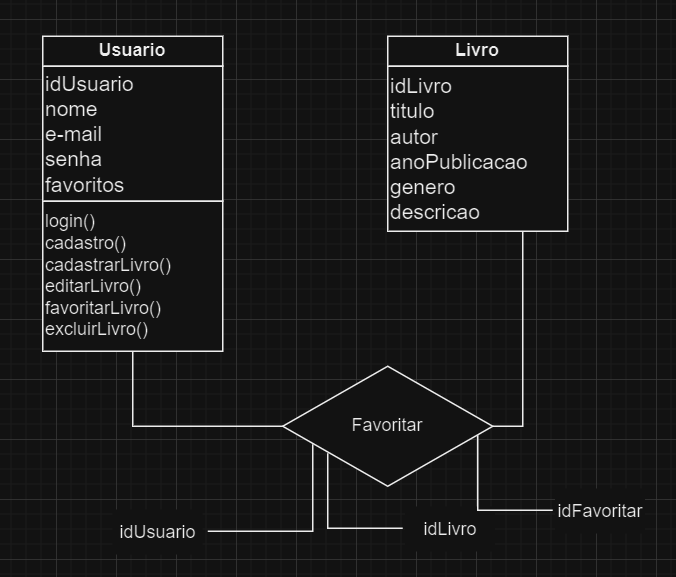 Usuario
idUsuario
nome
e-mail
senha
favoritos
login()
cadastro()
cadastrarLivro()
editarLivro()
favoritarLivro()
excluirLivro()
Livro
idLivro
titulo
autor
anoPublicacao
genero
descricao
Favoritar
idUsuario
idLivro
idFavoritar